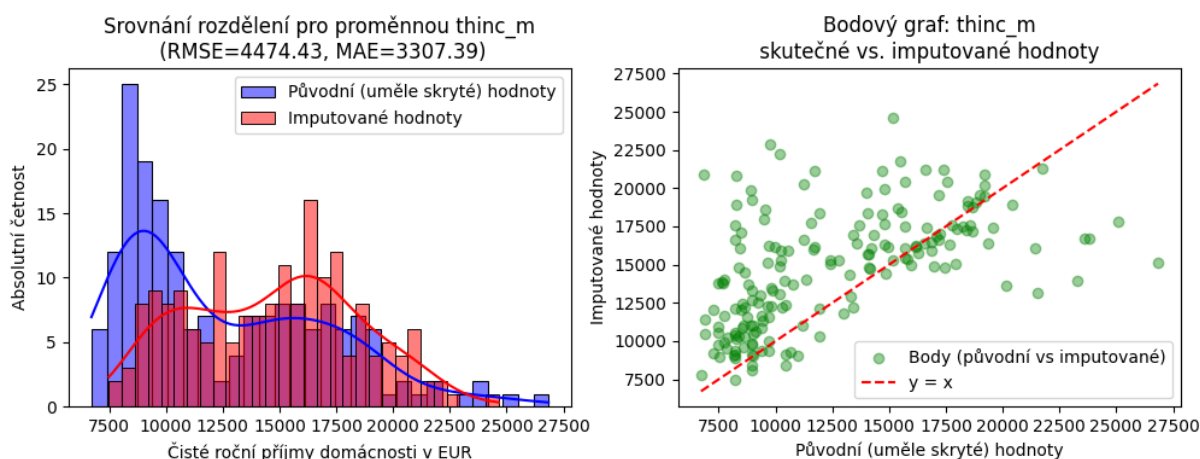 Srovnání rozdělení pro proměnnou thinc_m
(RMSE=4474.43, MAE=3307.39)
Původní (uměle skryté) hodnoty
Imputované hodnoty
Absolutní četnost
25
20
15
10
5
0
7500 10000 12500 15000 17500 20000 22500 25000 27500
Čisté roční příjmy domácnosti v EUR
Bodový graf: thinc_m
skutečné vs. imputované hodnoty
Imputované hodnoty
27500
25000
22500
20000
17500
15000
12500
10000
7500
Body (původní vs imputované)
y = x
7500 10000 12500 15000 17500 20000 22500 25000 27500
Původní (uměle skryté) hodnoty